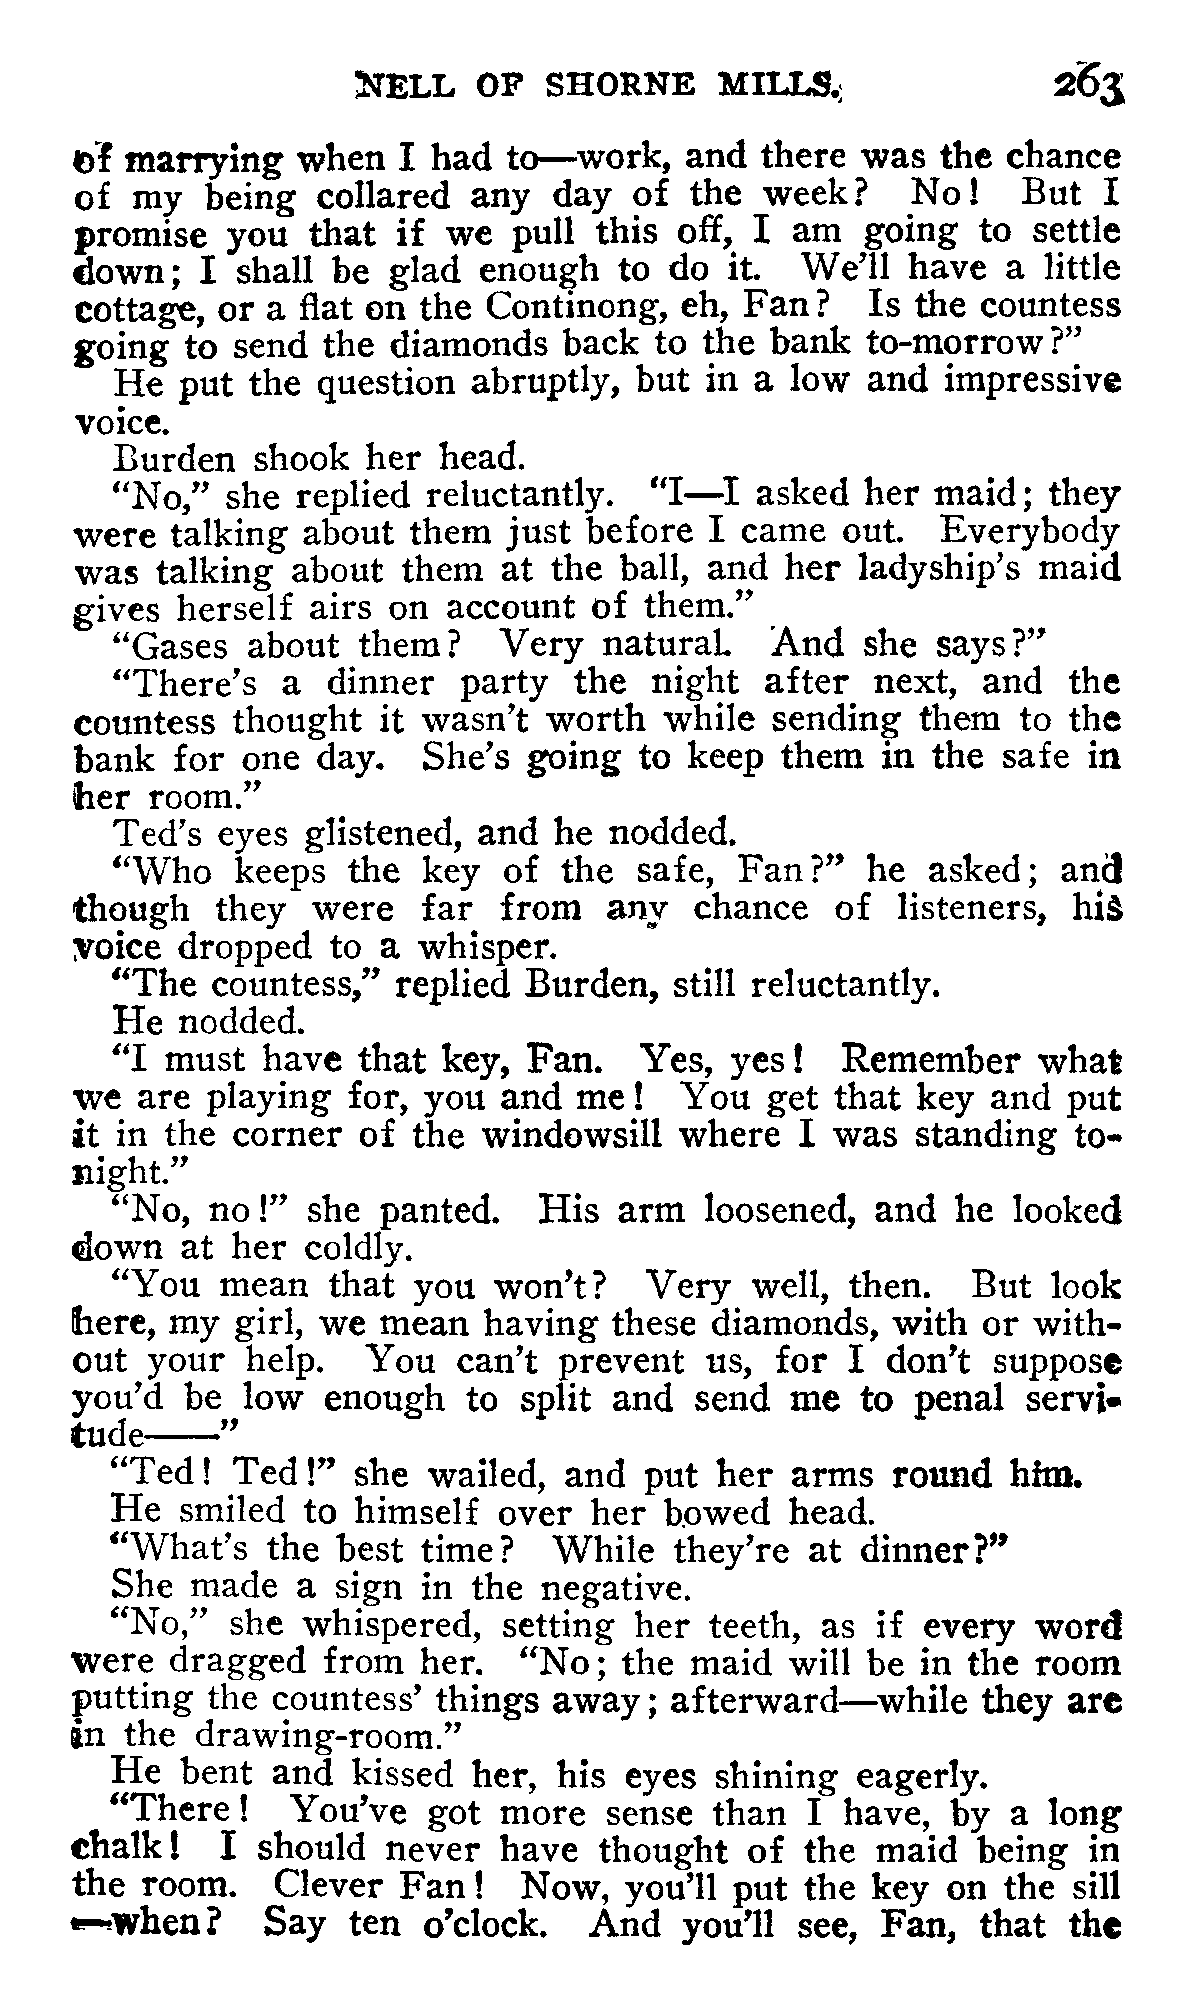 NELL OF SHORNE MILLS. 263
of marrying when I had to—work, and there was the chance
of my being collared any day of the week? No! But I
promise you that if we pull this off, I am going to settle
down; I shall be glad enough to do it. We'll have a little
cottage, or a flat on the Continong, eh, Fan? Is the countess
going to send the diamonds back to the bank to-morrow?"
He put the question abruptly, but in a low and impressive
voice.
Burden shook her head.
"No," she replied reluctantly. "I—I asked her maid; they
were talking about them just before I came out. Everybody
was talking about them at the ball, and her ladyship's maid
gives herself airs on account of them."
"Gases about them? Very natural. And she says?"
"There's a dinner party the night after next, and the
countess thought it wasn't worth while sending them to the
bank for one day. She's going to keep them in the safe in
her room."
Ted's eyes glistened, and he nodded.
"Who keeps the key of the safe, Fan?" he asked; and
though they were far from any chance of listeners, his
voice dropped to a whisper.
"The countess," replied Burden, still reluctantly.
He nodded.
"I must have that key, Fan. Yes, yes! Remember what
we are playing for, you and me! You get that key and put
it in the corner of the windowsill where I was standing to-
night."
"No, no!" she panted. His arm loosened, and he looked
down at her coldly.
"You mean that you won't? Very well, then. But look
here, my girl, we mean having these diamonds, with or with-
out your help. You can't prevent us, for I don't suppose
you'd be low enough to split and send me to penal servi-
tude——"
"Ted! Ted!" she wailed, and put her arms round him.
He smiled to himself over her bowed head.
"What's the best time? While they're at dinner?"
She made a sign in the negative.
"No," she whispered, setting her teeth, as if every word
were dragged from her. "No; the maid will be in the room
putting the countess' things away; afterward—while they are
in the drawing-room."
He bent and kissed her, his eyes shining eagerly.
"There! You've got more sense than I have, by a long
chalk! I should never have thought of the maid being in
the room. Clever Fan! Now, you'll put the key on the sill
—when? Say ten o'clock. And you'll see, Fan, that the